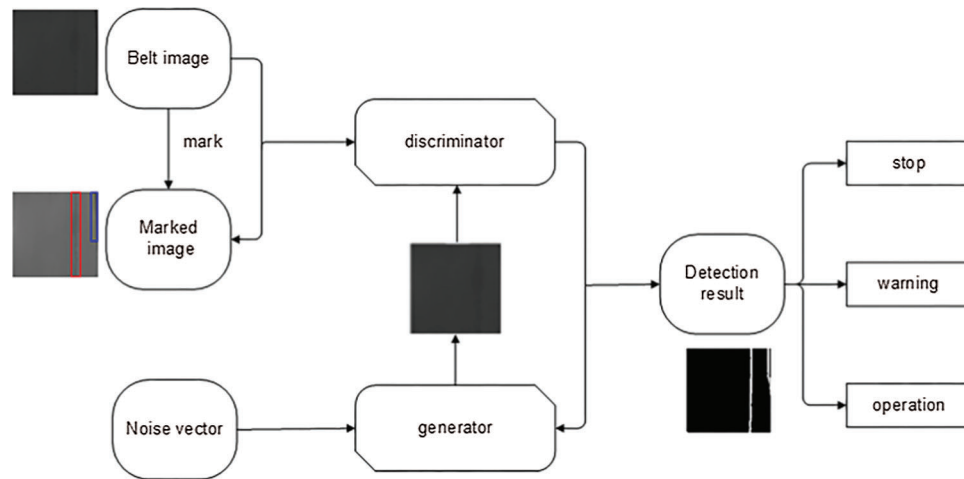 Belt image
mark
discriminator
stop
Marked
image
Detection
result
warning
Noise vector
generator
operation